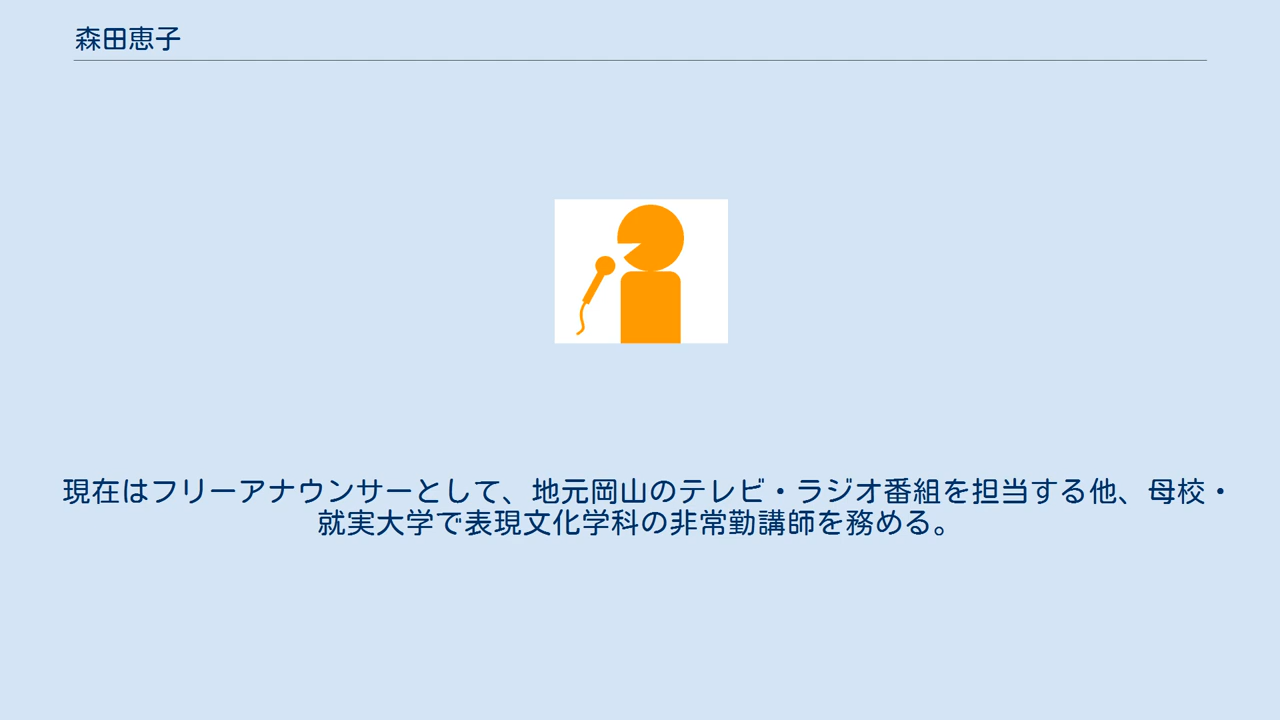 森田恵子
現在はフリーアナウンサーとして、地元岡山のテレビ・ラジオ番組を担当する他、母校・
就実大学で表現文化学科の非常勤講師を務める。